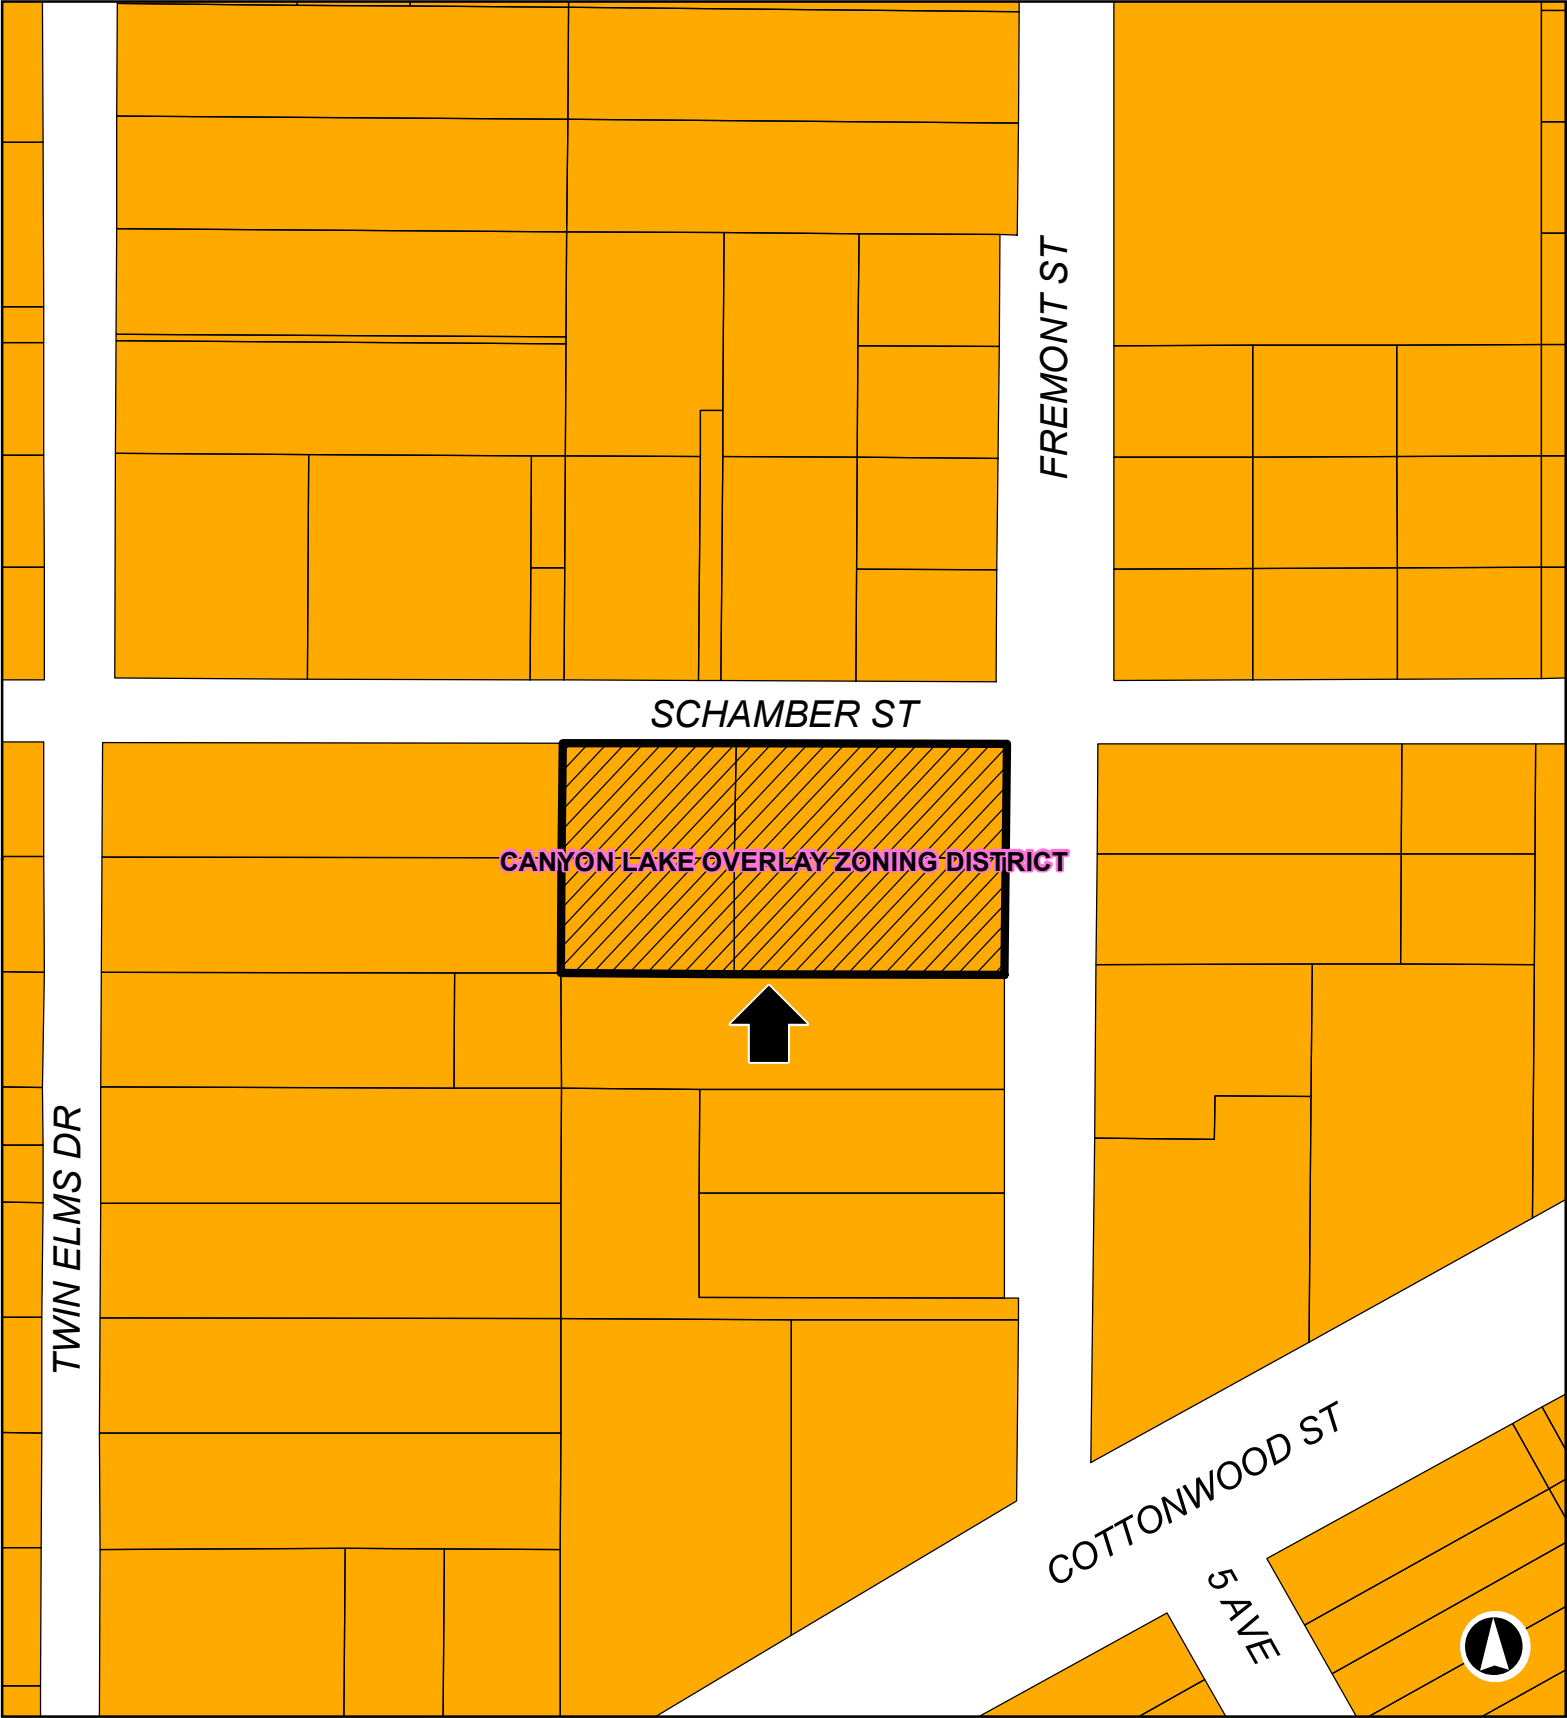 FREMONT ST
SCHAMBER ST
CANYON LAKE OVERLAY ZONING DISTRICT
TWIN ELMS DR
COTTONWOOD ST
5 AVE